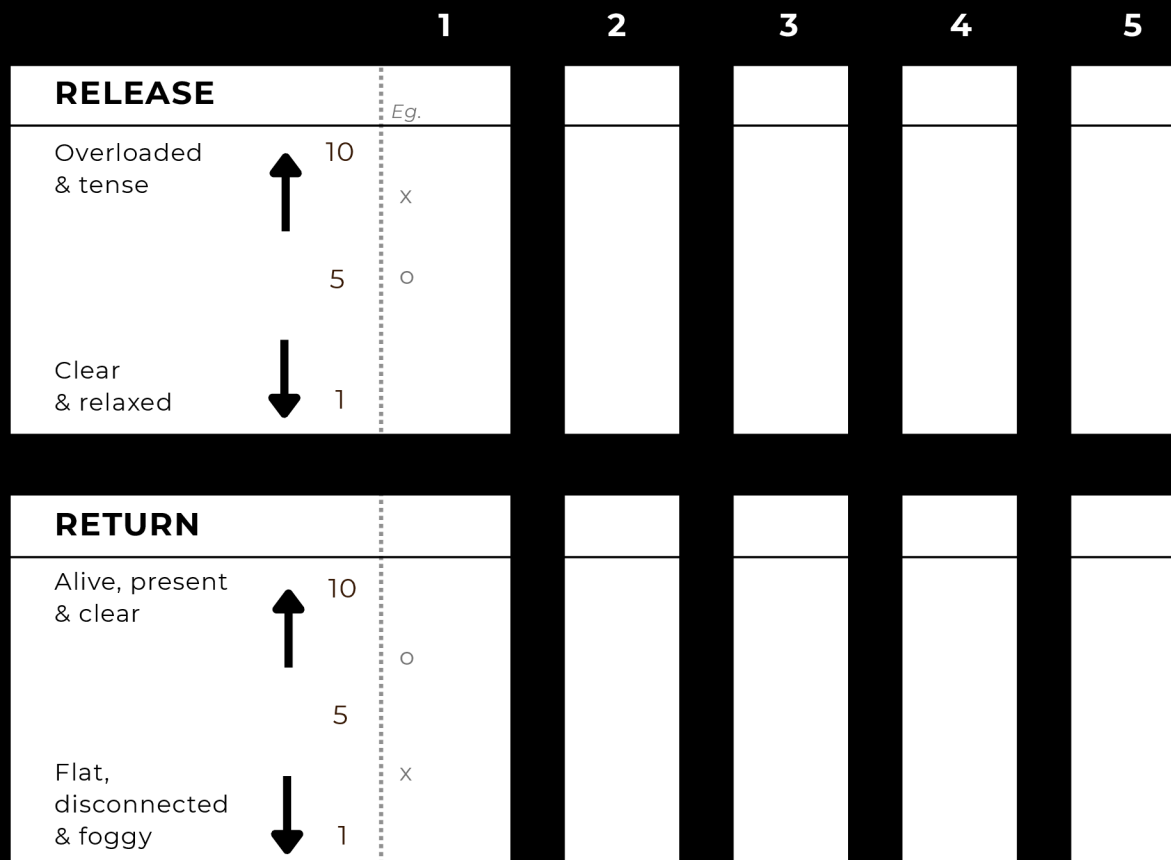 1 2 3 4 5
RELEASE
Eg.
Overloaded
& tense
10
x
5
o
Clear
& relaxed
1
RETURN
Alive, present
& clear
10
o
5
x
Flat,
disconnected
& foggy
1